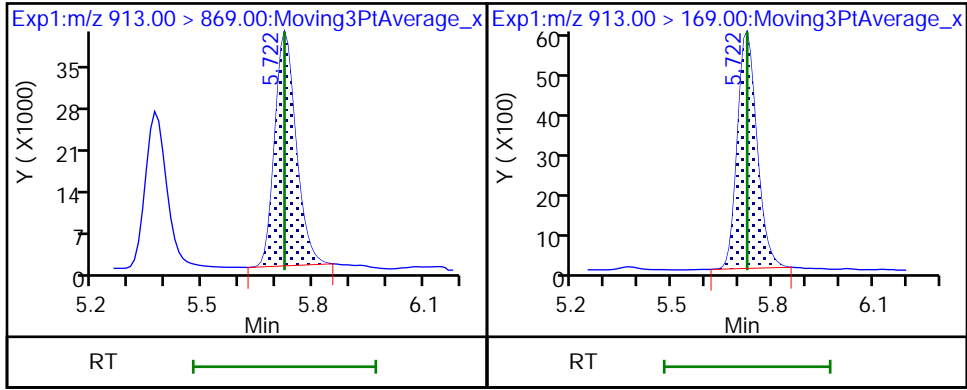 Exp1:m/z 913.00 > 869.00:Moving3PtAverage_x
5.722
Y ( X1000)
35
28
21
14
7
0
5.2 5.5 5.8 6.1
Min
RT
Exp1:m/z 913.00 > 169.00:Moving3PtAverage_x
5.722
Y ( X100)
60
50
40
30
20
10
0
5.2 5.5 5.8 6.1
Min
RT